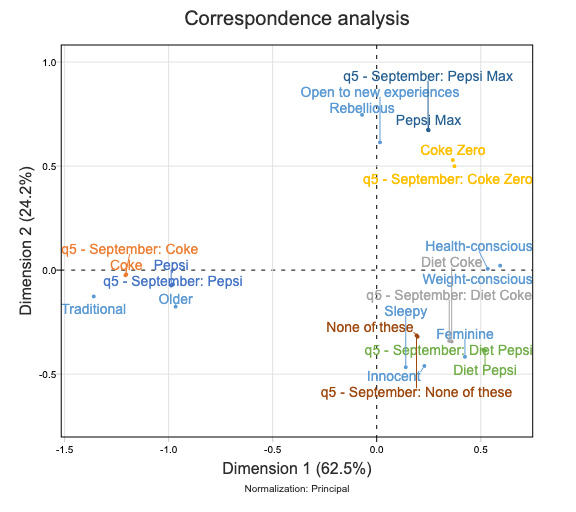 Correspondence analysis
1.0
q5 - September: Pepsi Max
Open to new experiences
Rebellious
Pepsi Max
Coke Zero
0.5
q5 - September: Coke Zero
Dimension 2 (24.2%)
q5 - September: Coke
Health-conscious
Coke
Pepsi
Diet Coke
0.0
q5 - September: Pepsi
Weight-conscious
q5 - September: Diet Coke
Older
Traditional
Sleepy
None of these
Feminine
q5 - September: Diet Pepsi
-0.5
Innocent
Diet Pepsi
q5 - September: None of these
-1.5
-1.0
-0.5
0.0
0.5
Dimension 1 (62.5%)
Normalization: Principal